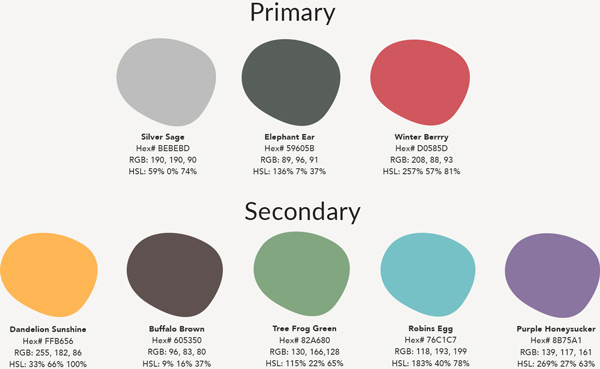 Primary
Silver Sage
Hex# BEBEBD
RGB: 190, 190, 90
HSL: 59% 0% 74%
Elephant Ear
Hex# 59605B
RGB: 89, 96, 91
HSL: 136% 7% 37%
Winter Berrry
Hex# D0585D
RGB: 208, 88, 93
HSL: 257% 57% 81%
Secondary
Dandelion Sunshine
Hex# FFB656
RGB: 255, 182, 86
HSL: 33% 66% 100%
Buffalo Brown
Hex# 605350
RGB: 96, 83, 80
HSL: 9% 16% 37%
Tree Frog Green
Hex# 82A680
RGB: 130, 166,128
HSL: 115% 22% 65%
Robins Egg
Hex# 76C1C7
RGB: 118, 193, 199
HSL: 183% 40% 78%
Purple Honeysucker
Hex# 8B75A1
RGB: 139, 117, 161
HSL: 269% 27% 63%